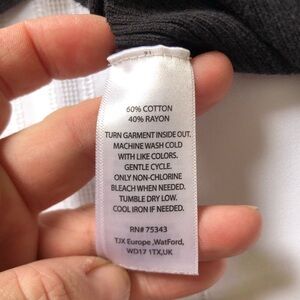 60% COTTON
40% RAYON
TURN GARMENT INSIDE OUT.
MACHINE WASH COLD
WITH LIKE COLORS.
GENTLE CYCLE.
ONLY NON-CHLORINE
BLEACH WHEN NEEDED.
TUMBLE DRY LOW.
COOL IRON IF NEEDED.
RN# 75343
TJX Europe ,WatFord,
WD17 1TX,UK